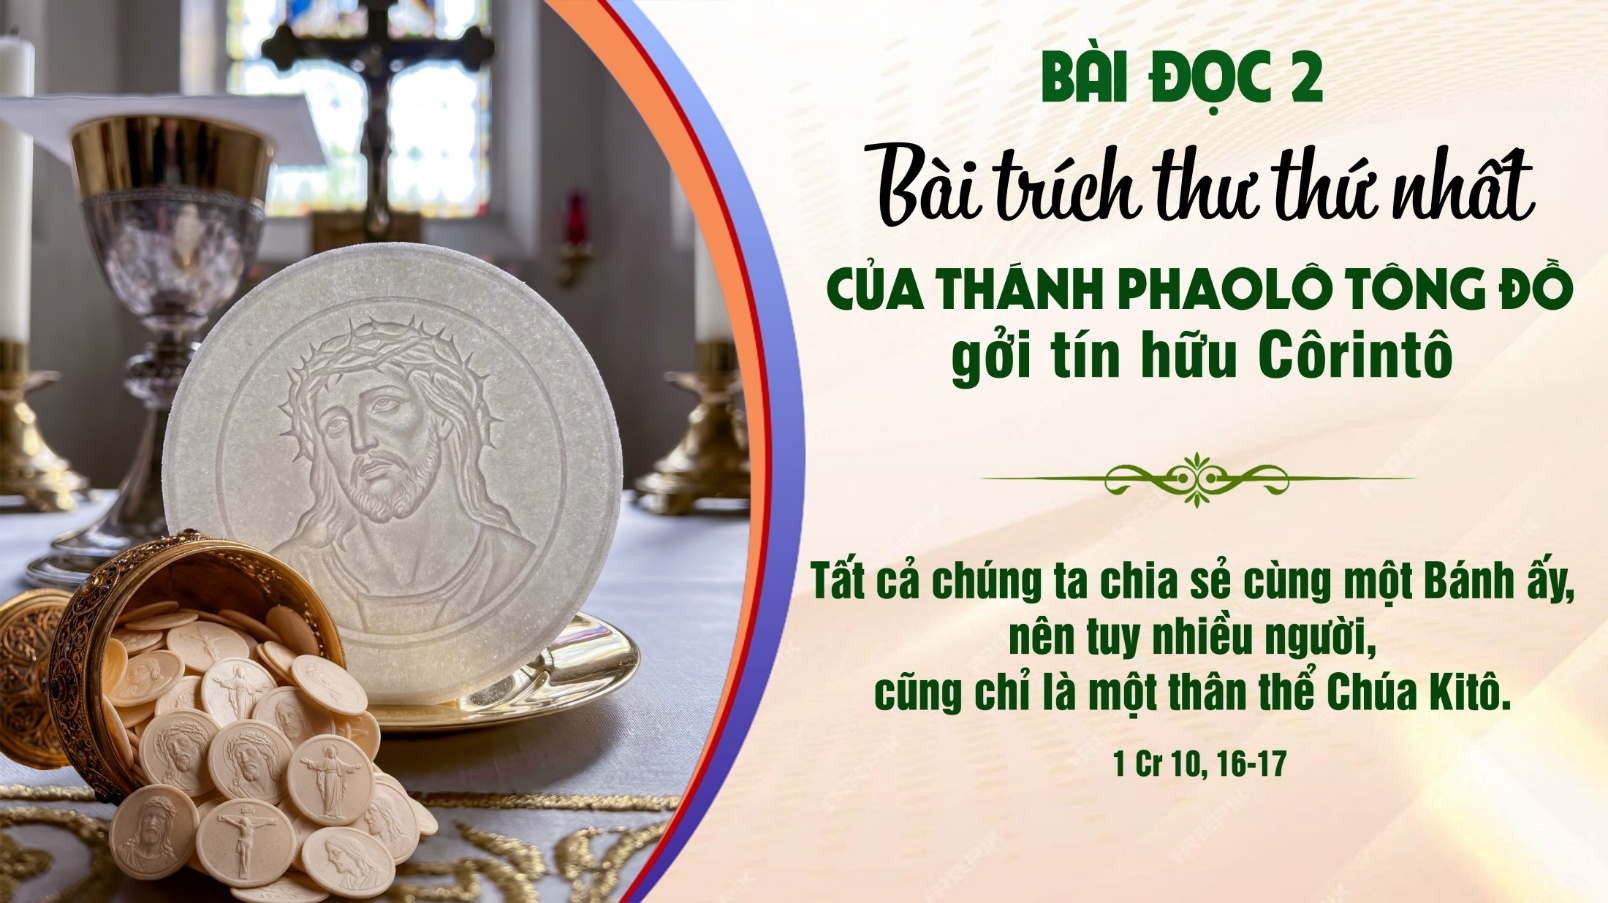 BÀI ĐỌC 2
Bài trích thư thứ nhất
CỦA THÁNH PHAOLÔ TÔNG ĐỒ
gởi tín hữu Côrintô
Tất cả chúng ta chia sẻ cùng một Bánh ấy,
nên tuy nhiều người,
cũng chỉ là một thân thể Chúa Kitô.
1 Cr 10, 16-17